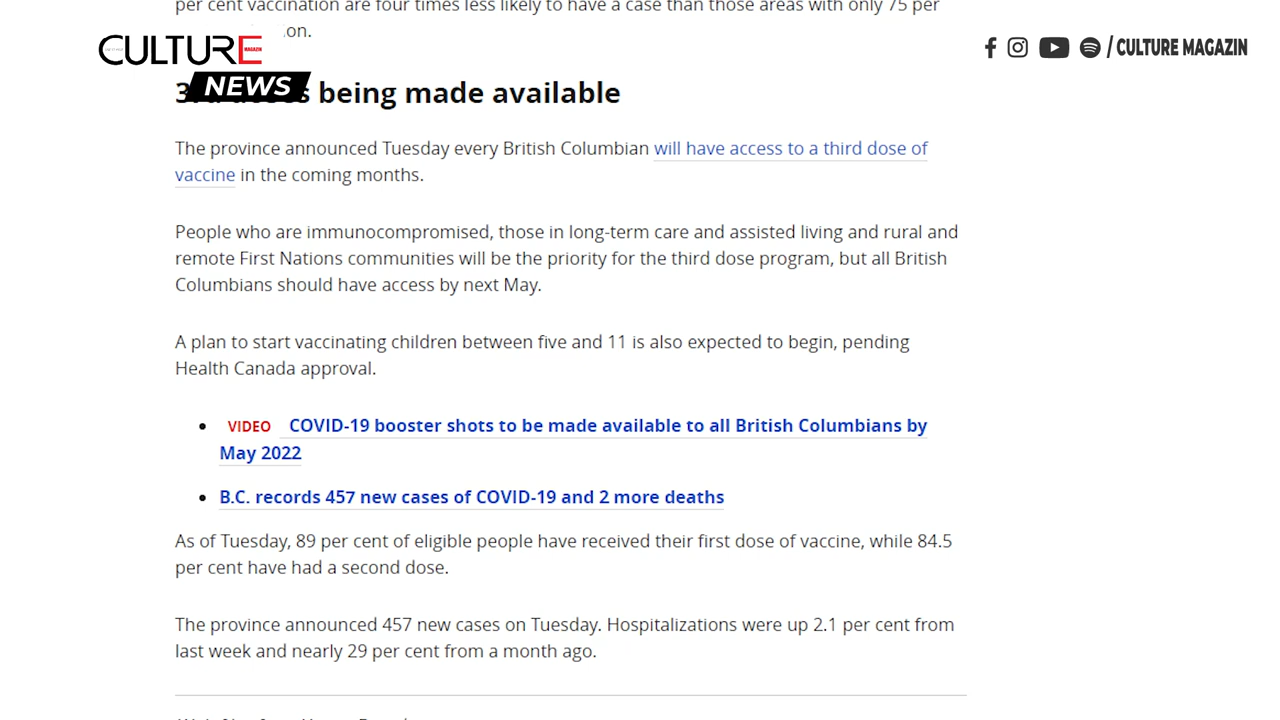 per cent vaccination are four times less likely to have a case than those areas with only 75 per
on.
CULTURE
MAGAZIN
NEWS
/ CULTURE MAGAZIN
being made available
The province announced Tuesday every British Columbian will have access to a third dose of
vaccine in the coming months.
People who are immunocompromised, those in long-term care and assisted living and rural and
remote First Nations communities will be the priority for the third dose program, but all British
Columbians should have access by next May.
A plan to start vaccinating children between five and 11 is also expected to begin, pending
Health Canada approval.
• VIDEO COVID-19 booster shots to be made available to all British Columbians by
May 2022
• B.C. records 457 new cases of COVID-19 and 2 more deaths
As of Tuesday, 89 per cent of eligible people have received their first dose of vaccine, while 84.5
per cent have had a second dose.
The province announced 457 new cases on Tuesday. Hospitalizations were up 2.1 per cent from
last week and nearly 29 per cent from a month ago.